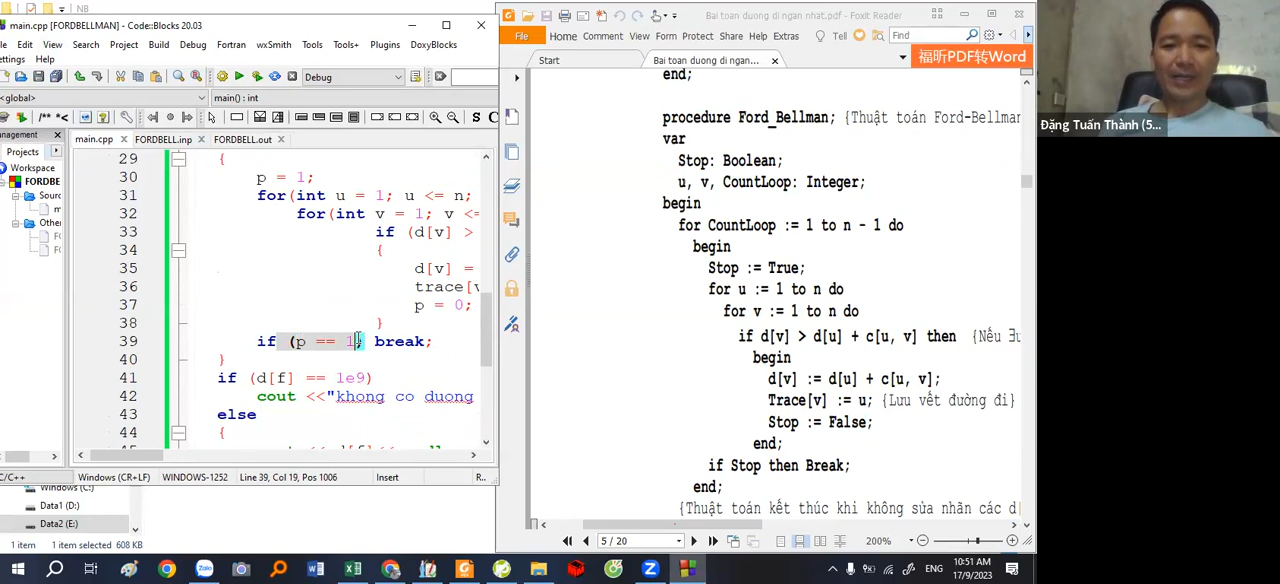 NB
main.cpp [FORDBELLMAN] - Code::Blocks 20.03
Edit View Search Project Build Debug Fortran wxSmith Tools Tools+ Plugins DoxyBlocks
ettings Help
Debug
<global>
main() : int
/** *<
S C
nagement
Projects
Workspace
FORDBE
Sourc
m
Other
F
F
main.cpp FORDBELL.inp FORDBELL.out
29 {
30 p = 1;
31 for(int u = 1; u <= n;
32 for(int v = 1; v <=
33 if (d[v] >
34 {
35 d[v] =
36 trace[v
37 p = 0;
38 }
39 if (p == 1) break;
40 }
41 if (d[f] == 1e9)
42 cout <<"khong co duong
43 else
44 {
C/C++ Windows (CR+LF) WINDOWS-1252 Line 39, Col 19, Pos 1006 Insert R...
Windows (C:)
Data1 (D:)
Data2 (E:)
1 item 1 item selected 608 KB
Bai toan duong di ngan nhat.pdf - Foxit Reader
File Home Comment View Form Protect Share Help Extras Tell Find
Start Bai toan duong di ngan...
福昕PDF转Word
end;
procedure Ford_Bellman; {Thuật toán Ford-Bellman
var
Stop: Boolean;
u, v, CountLoop: Integer;
begin
for CountLoop := 1 to n - 1 do
begin
Stop := True;
for u := 1 to n do
for v := 1 to n do
if d[v] > d[u] + c[u, v] then {Nếu ∃u
begin
d[v] := d[u] + c[u, v];
Trace[v] := u; {Lưu vết đường đi}
Stop := False;
end;
if Stop then Break;
end;
{Thuật toán kết thúc khi không sửa nhãn các d[
5 / 20
200%
Đặng Tuấn Thành (5...
Zalo
ENG
10:51 AM
17/9/2023